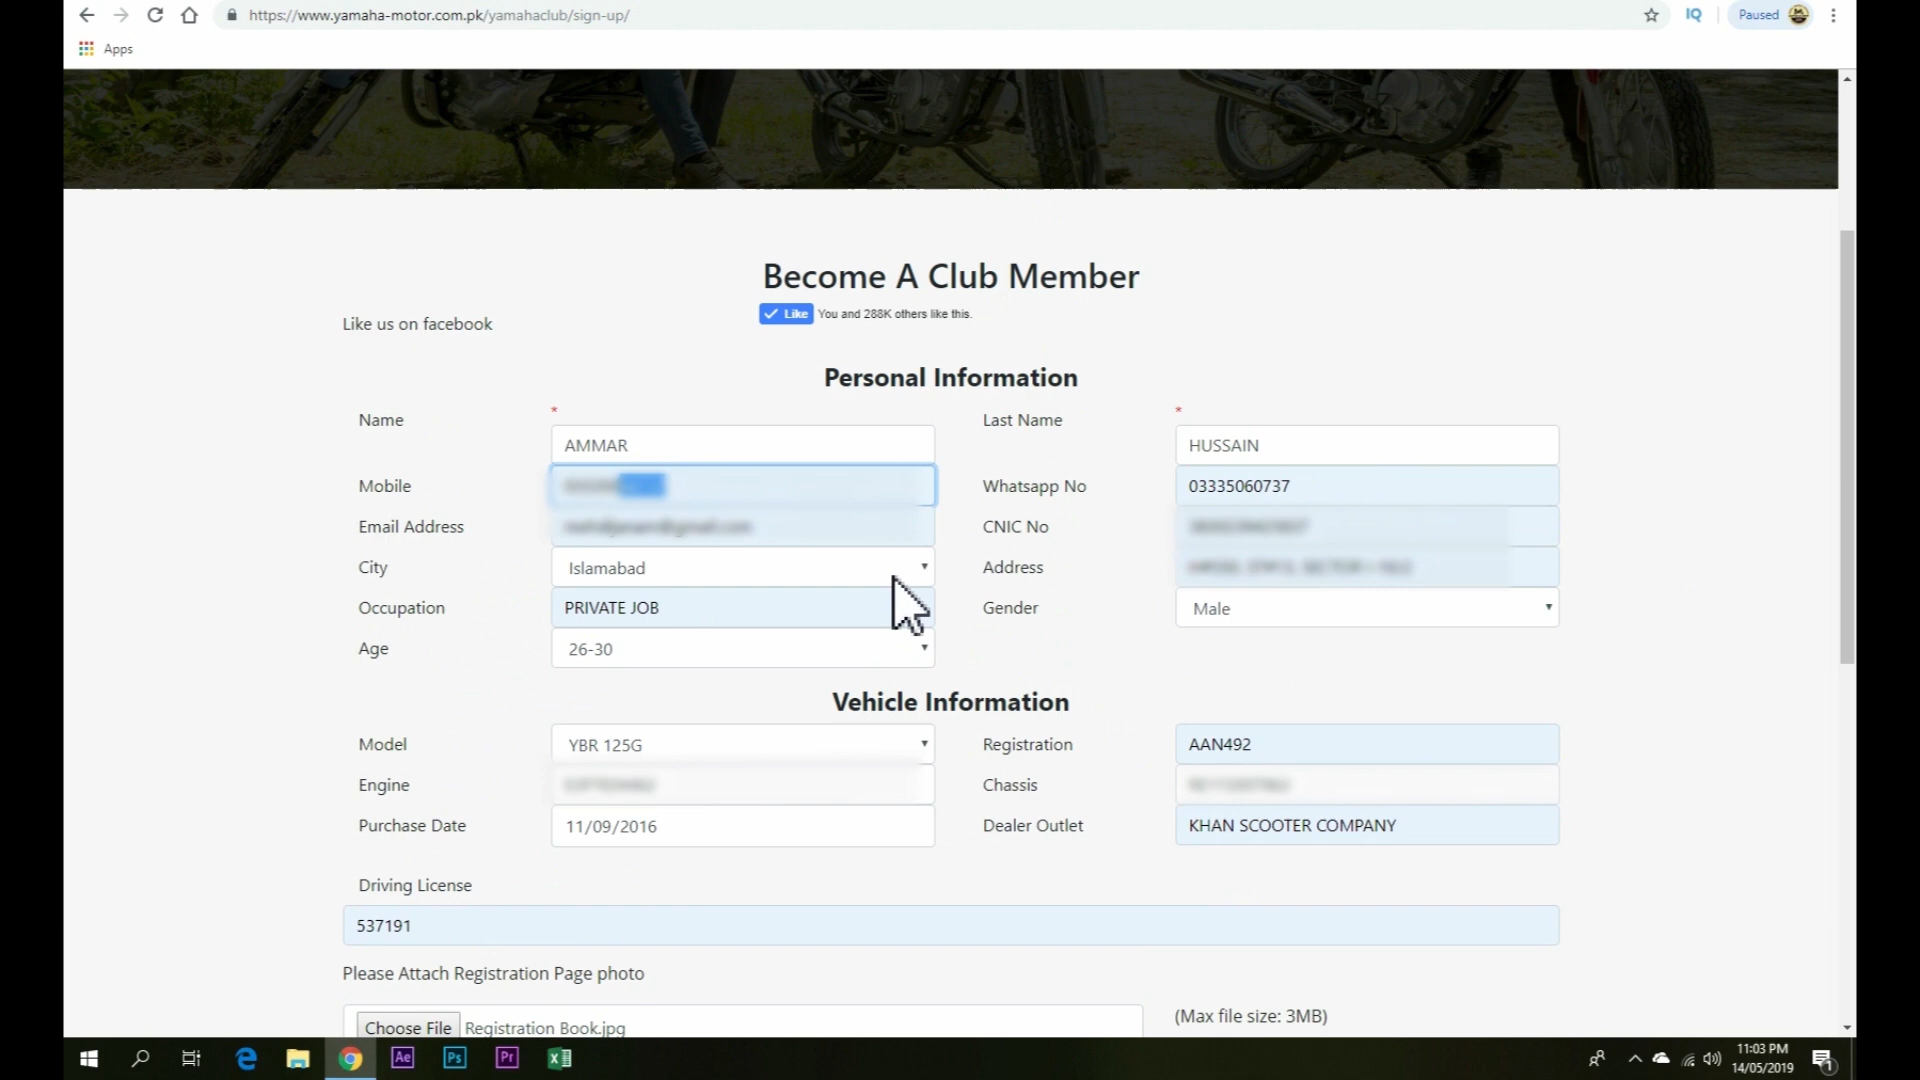 https://www.yamaha-motor.com.pk/yamahaclub/sign-up/
IQ
Paused
Apps
Become A Club Member
Like us on facebook
Like You and 288K others like this.
Personal Information
Name *
AMMAR
Last Name *
HUSSAIN
Mobile
Whatsapp No 03335060737
Email Address
CNIC No
City Islamabad
Address
Occupation PRIVATE JOB
Gender Male
Age 26-30
Vehicle Information
Model YBR 125G
Registration AAN492
Engine
Chassis
Purchase Date 11/09/2016
Dealer Outlet KHAN SCOOTER COMPANY
Driving License
537191
Please Attach Registration Page photo
Choose File Registration Book.jpg
(Max file size: 3MB)
Ae Ps Pr
11:03 PM
14/05/2019
1